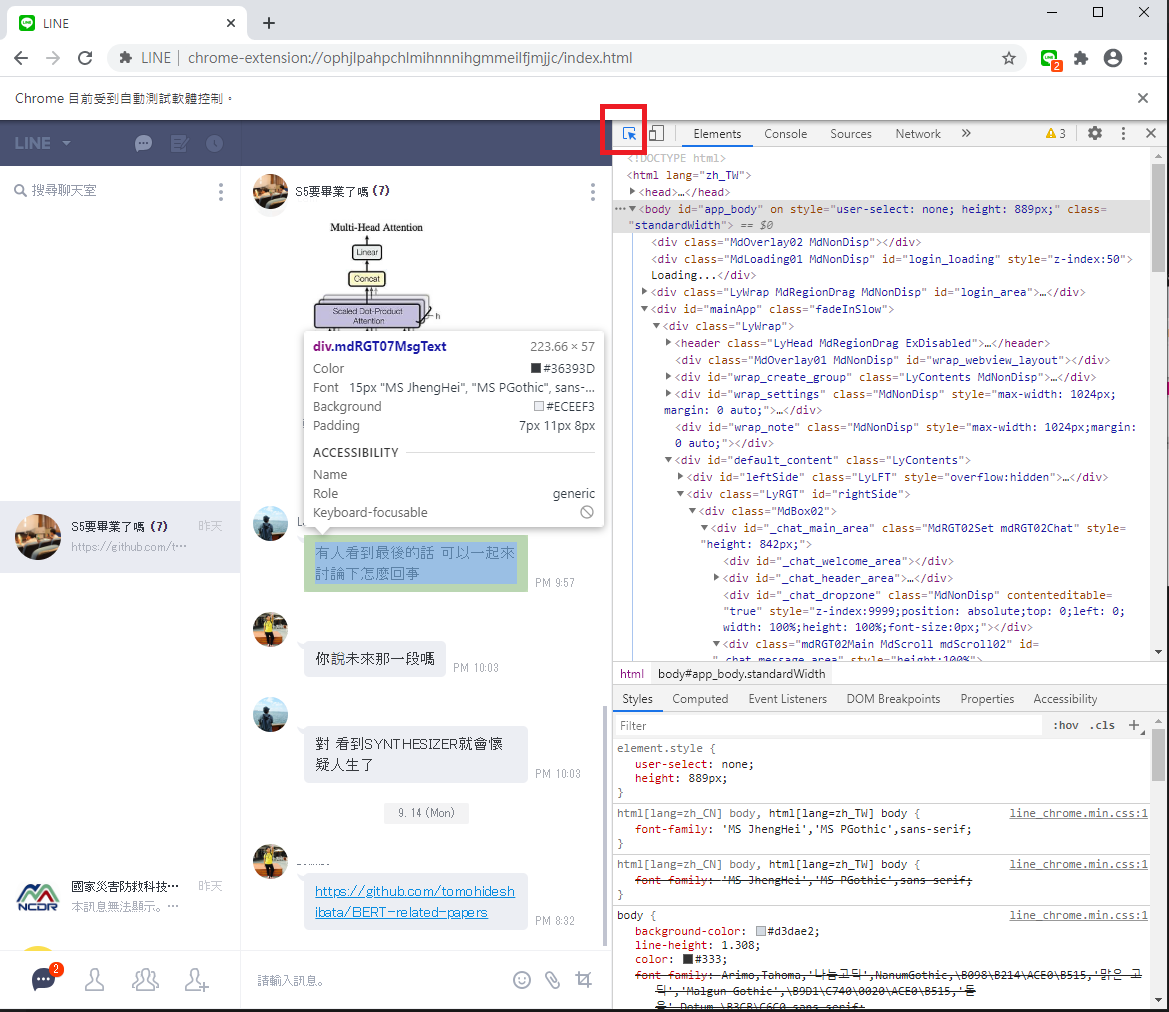 LINE
LINE
chrome-extension://ophjlpahpchlmihnnnihgmmeilfjmjjc/index.html
2
Chrome 目前受到自動測試軟體控制。
LINE
搜尋聊天室
S5要畢業了嗎 (7)
昨天
https://github.com/t…
國家災害防救科技…
昨天
本訊息無法顯示。…
NCDR
2
S5要畢業了嗎 (7)
Multi-Head Attention
Linear
Concat
Scaled Dot-Product
Attention
h
div.mdRGT07MsgText
223.66 × 57
Color
#36393D
Font
15px "MS JhengHei", "MS PGothic", sans-…
Background
#ECEEF3
Padding
7px 11px 8px
ACCESSIBILITY
Name
Role
generic
Keyboard-focusable
有人看到最後的話 可以一起來
討論下怎麼回事
PM 9:57
你說未來那一段嗎
PM 10:03
對 看到SYNTHESIZER就會懷
疑人生了
PM 10:03
9. 14 (Mon)
https://github.com/tomohidesh
ibata/BERT-related-papers
PM 8:32
請輸入訊息。
Elements
Console
Sources
Network
»
3
<!DOCTYPE html>
<html lang="zh_TW">
<head>…</head>
<body id="app_body" on style="user-select: none; height: 889px;" class=
"standardWidth"> == $0
<div class="MdOverlay02 MdNonDisp"></div>
<div class="MdLoading01 MdNonDisp" id="login_loading" style="z-index:50">
Loading...</div>
<div class="LyWrap MdRegionDrag MdNonDisp" id="login_area">…</div>
<div id="mainApp" class="fadeInSlow">
<div class="LyWrap">
<header class="LyHead MdRegionDrag ExDisabled">…</header>
<div class="MdOverlay01 MdNonDisp" id="wrap_webview_layout"></div>
<div id="wrap_create_group" class="LyContents MdNonDisp">…</div>
<div id="wrap_settings" class="MdNonDisp" style="max-width: 1024px;
margin: 0 auto;">…</div>
<div id="wrap_note" class="MdNonDisp" style="max-width: 1024px;margin:
0 auto;"></div>
<div id="default_content" class="LyContents">
<div id="leftSide" class="LyLFT" style="overflow:hidden">…</div>
<div class="LyRGT" id="rightSide">
<div class="MdBox02">
<div id="_chat_main_area" class="MdRGT02Set mdRGT02Chat" style=
"height: 842px;">
<div id="_chat_welcome_area"></div>
<div id="_chat_header_area">…</div>
<div id="_chat_dropzone" class="MdNonDisp" contenteditable=
"true" style="z-index:9999;position: absolute;top: 0;left: 0;
width: 100%;height: 100%;font-size:0px;"></div>
<div class="mdRGT02Main MdScroll mdScroll02" id=
"_chat_message_area" style="height:100%">
html
body#app_body.standardWidth
Styles
Computed
Event Listeners
DOM Breakpoints
Properties
Accessibility
Filter
:hov
.cls
+
element.style {
user-select: none;
height: 889px;
}
html[lang=zh_CN] body, html[lang=zh_TW] body {
line_chrome.min.css:1
font-family: 'MS JhengHei','MS PGothic',sans-serif;
}
html[lang=zh_CN] body, html[lang=zh_TW] body {
line_chrome.min.css:1
font-family: 'MS JhengHei','MS PGothic',sans-serif;
}
body {
line_chrome.min.css:1
background-color: #d3dae2;
line-height: 1.308;
color: #333;
font-family: Arimo,Tahoma,'나눔고딕',NanumGothic,\B098\B214\ACE0\B515,'맑은 고
딕','Malgun Gothic',\B9D1\C740\0020\ACE0\B515,'돋
움',Dotum,\B3CB\C6C0,sans-serif;